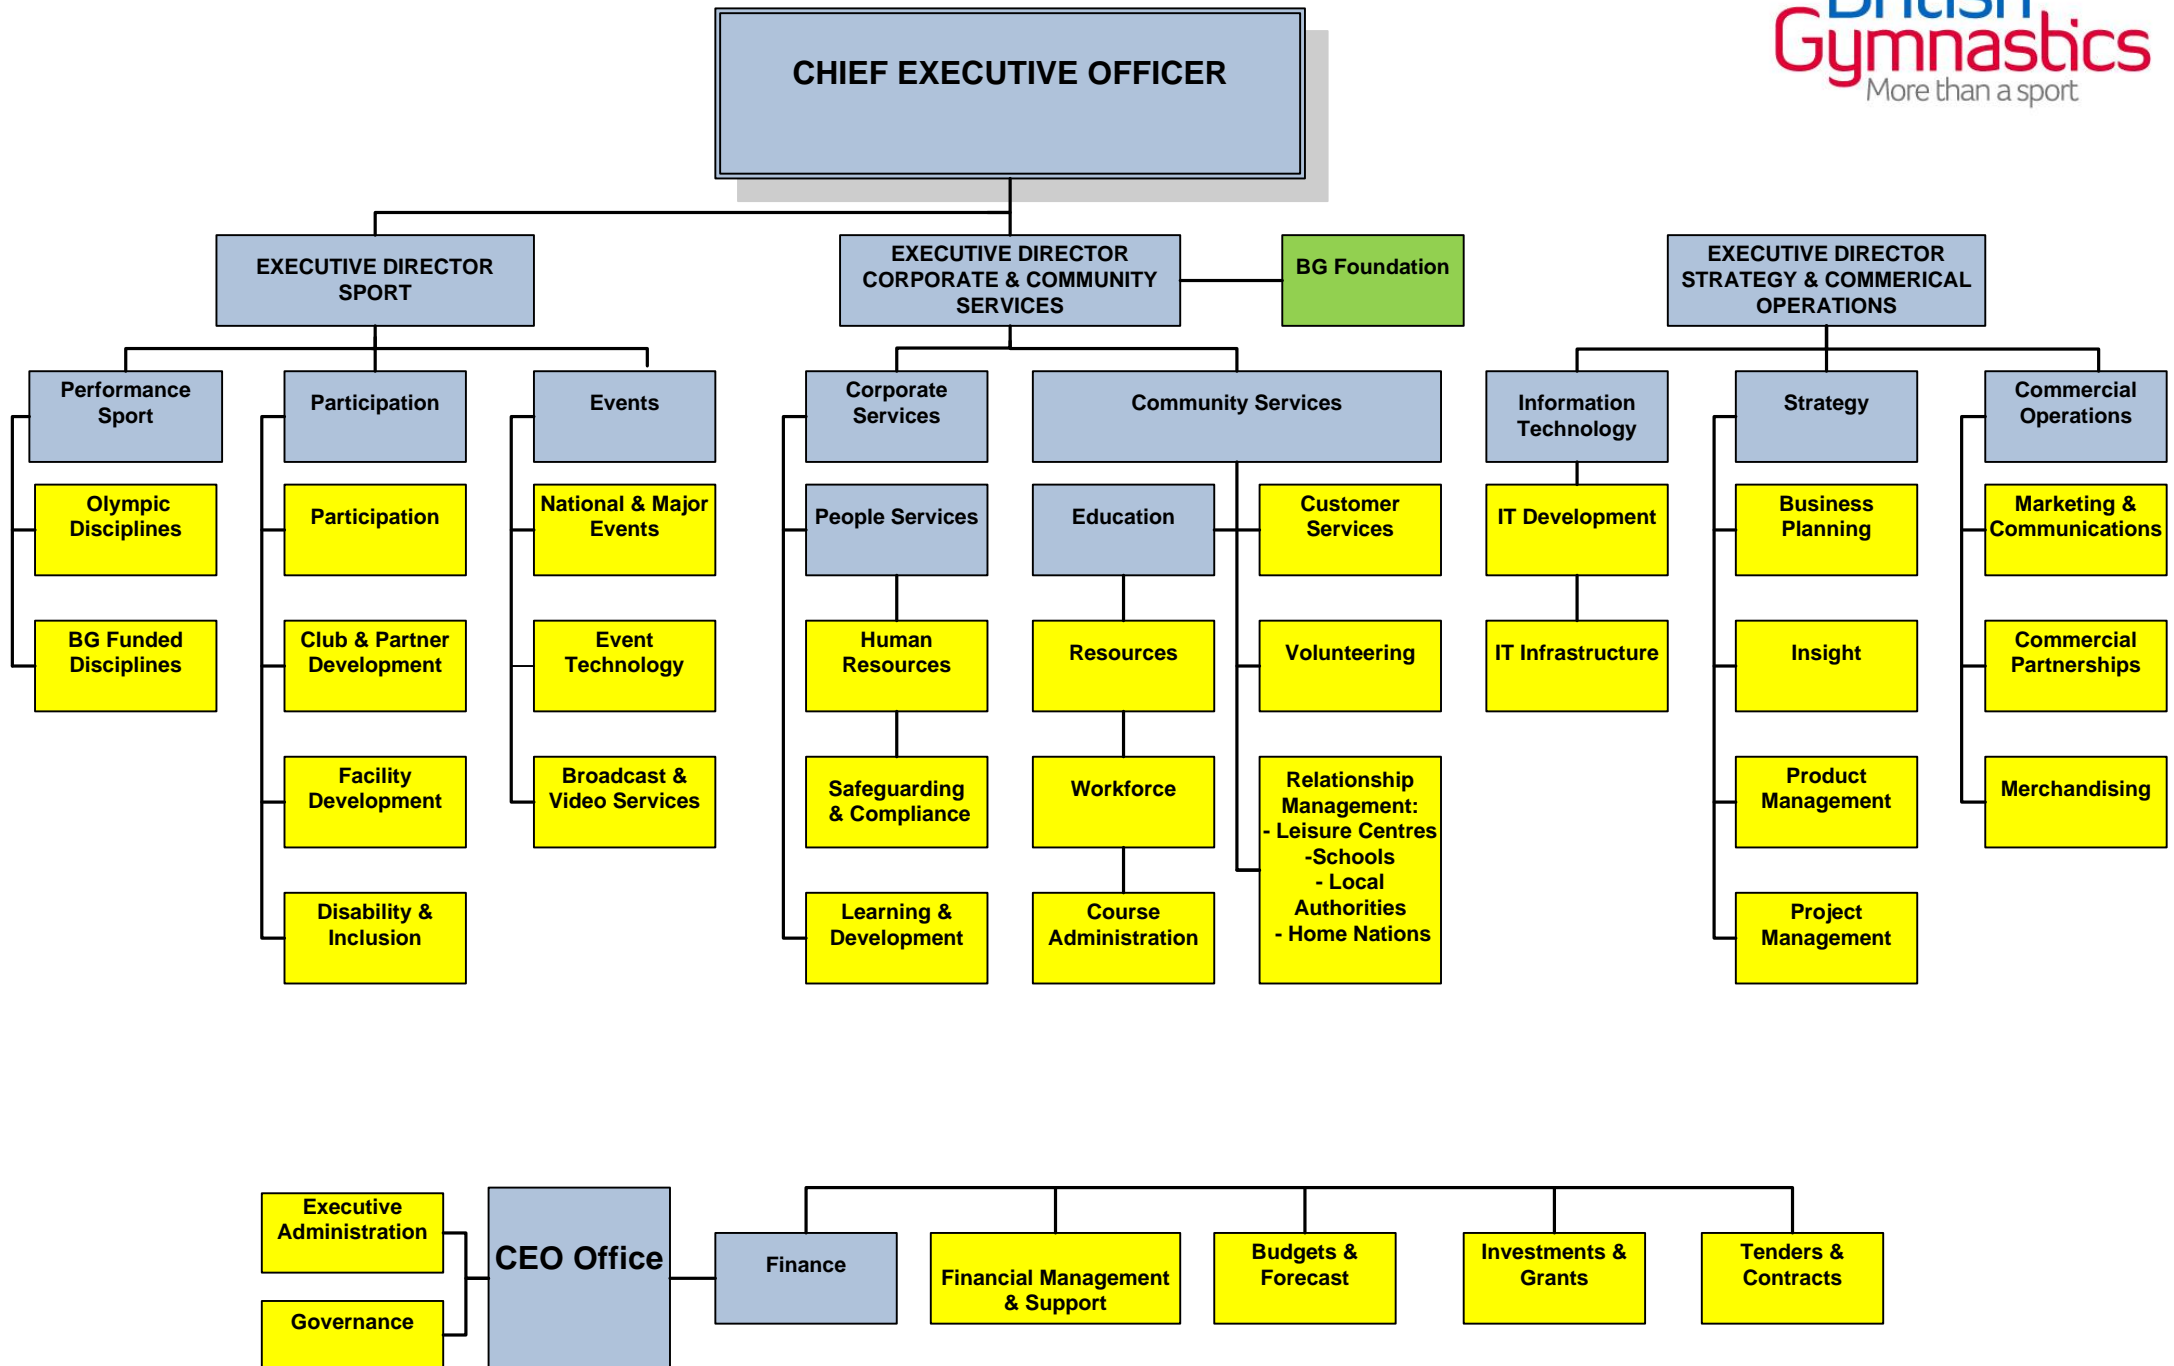 British
Gymnastics
More than a sport
CHIEF EXECUTIVE OFFICER
EXECUTIVE DIRECTOR
SPORT
EXECUTIVE DIRECTOR
CORPORATE & COMMUNITY
SERVICES
BG Foundation
EXECUTIVE DIRECTOR
STRATEGY & COMMERICAL
OPERATIONS
Performance
Sport
Participation
Events
Corporate
Services
Community Services
Information
Technology
Strategy
Commercial
Operations
Olympic
Disciplines
Participation
National & Major
Events
People Services
Education
Customer
Services
IT Development
Business
Planning
Marketing &
Communications
BG Funded
Disciplines
Club & Partner
Development
Event
Technology
Human
Resources
Resources
Volunteering
IT Infrastructure
Insight
Commercial
Partnerships
Facility
Development
Broadcast &
Video Services
Safeguarding
& Compliance
Workforce
Relationship
Management:
- Leisure Centres
-Schools
- Local
Authorities
- Home Nations
Product
Management
Merchandising
Disability &
Inclusion
Learning &
Development
Course
Administration
Project
Management
Executive
Administration
Governance
CEO Office
Finance
Financial Management
& Support
Budgets &
Forecast
Investments &
Grants
Tenders &
Contracts